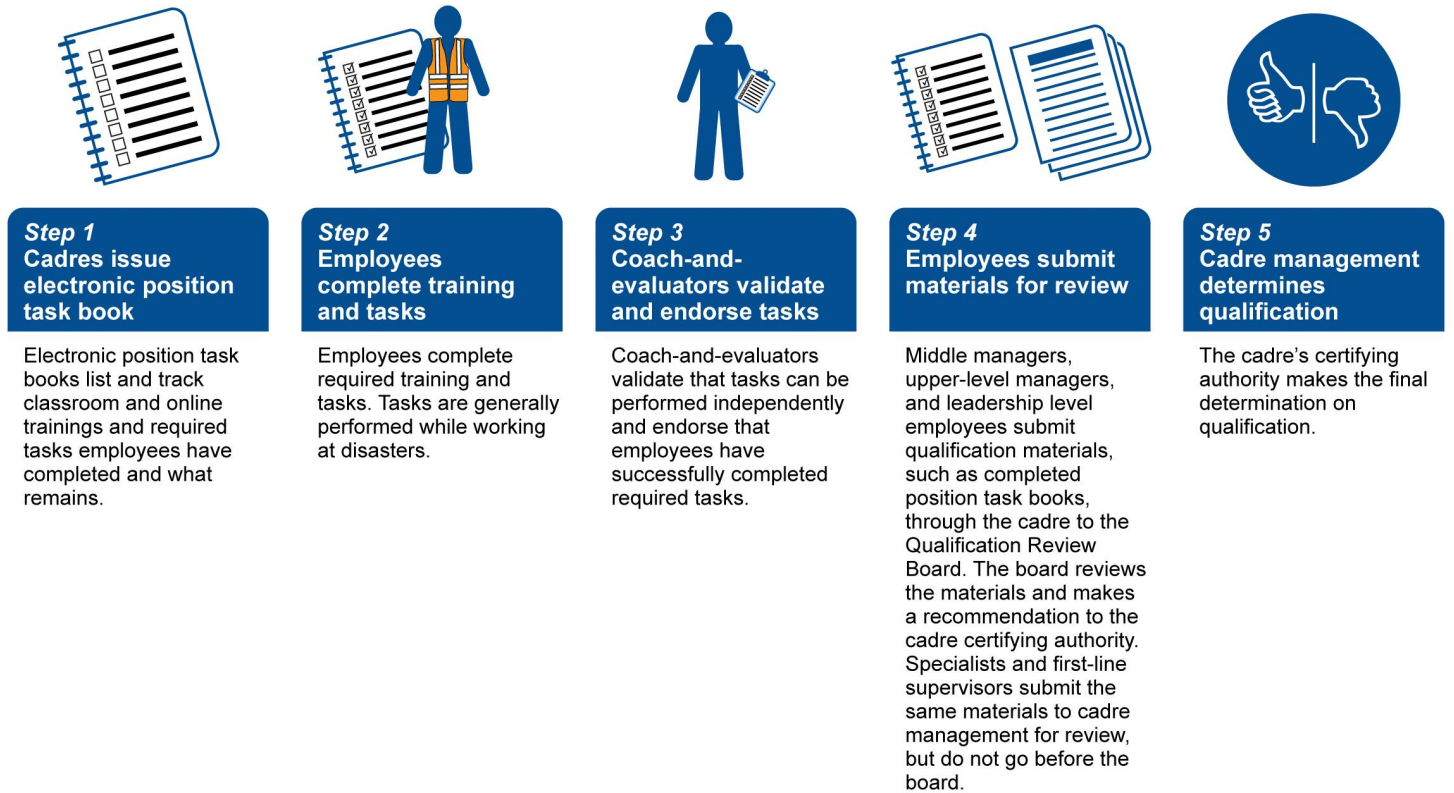 Step 1
Cadres issue
electronic position
task book
Electronic position task
books list and track
classroom and online
trainings and required
tasks employees have
completed and what
remains.
Step 2
Employees
complete training
and tasks
Employees complete
required training and
tasks. Tasks are generally
performed while working
at disasters.
Step 3
Coach-and-
evaluators validate
and endorse tasks
Coach-and-evaluators
validate that tasks can be
performed independently
and endorse that
employees have
successfully completed
required tasks.
Step 4
Employees submit
materials for review
Middle managers,
upper-level managers,
and leadership level
employees submit
qualification materials,
such as completed
position task books,
through the cadre to the
Qualification Review
Board. The board reviews
the materials and makes
a recommendation to the
cadre certifying authority.
Specialists and first-line
supervisors submit the
same materials to cadre
management for review,
but do not go before the
board.
Step 5
Cadre management
determines
qualification
The cadre's certifying
authority makes the final
determination on
qualification.